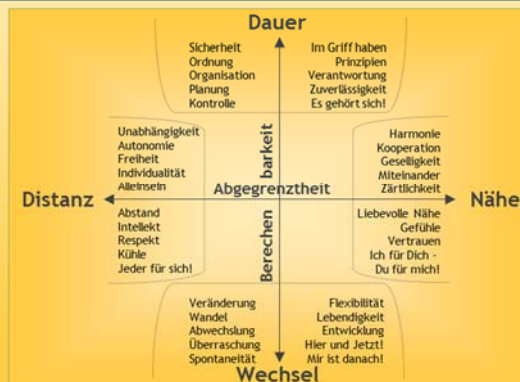 Dauer
Sicherheit
Ordnung
Organisation
Planung
Kontrolle
Im Griff haben
Prinzipien
Verantwortung
Zuverlässigkeit
Es gehört sich!
Unabhängigkeit
Autonomie
Freiheit
Individualität
Alleinsein
barkeit
Harmonie
Kooperation
Geselligkeit
Miteinander
Zärtlichkeit
Distanz
Abgegrenztheit
Nähe
Abstand
Intellekt
Respekt
Kühle
Jeder für sich!
Berechen
Liebevolle Nähe
Gefühle
Vertrauen
Ich für Dich -
Du für mich!
Veränderung
Wandel
Abwechslung
Überraschung
Spontaneität
Flexibilität
Lebendigkeit
Entwicklung
Hier und Jetzt!
Mir ist danach!
Wechsel